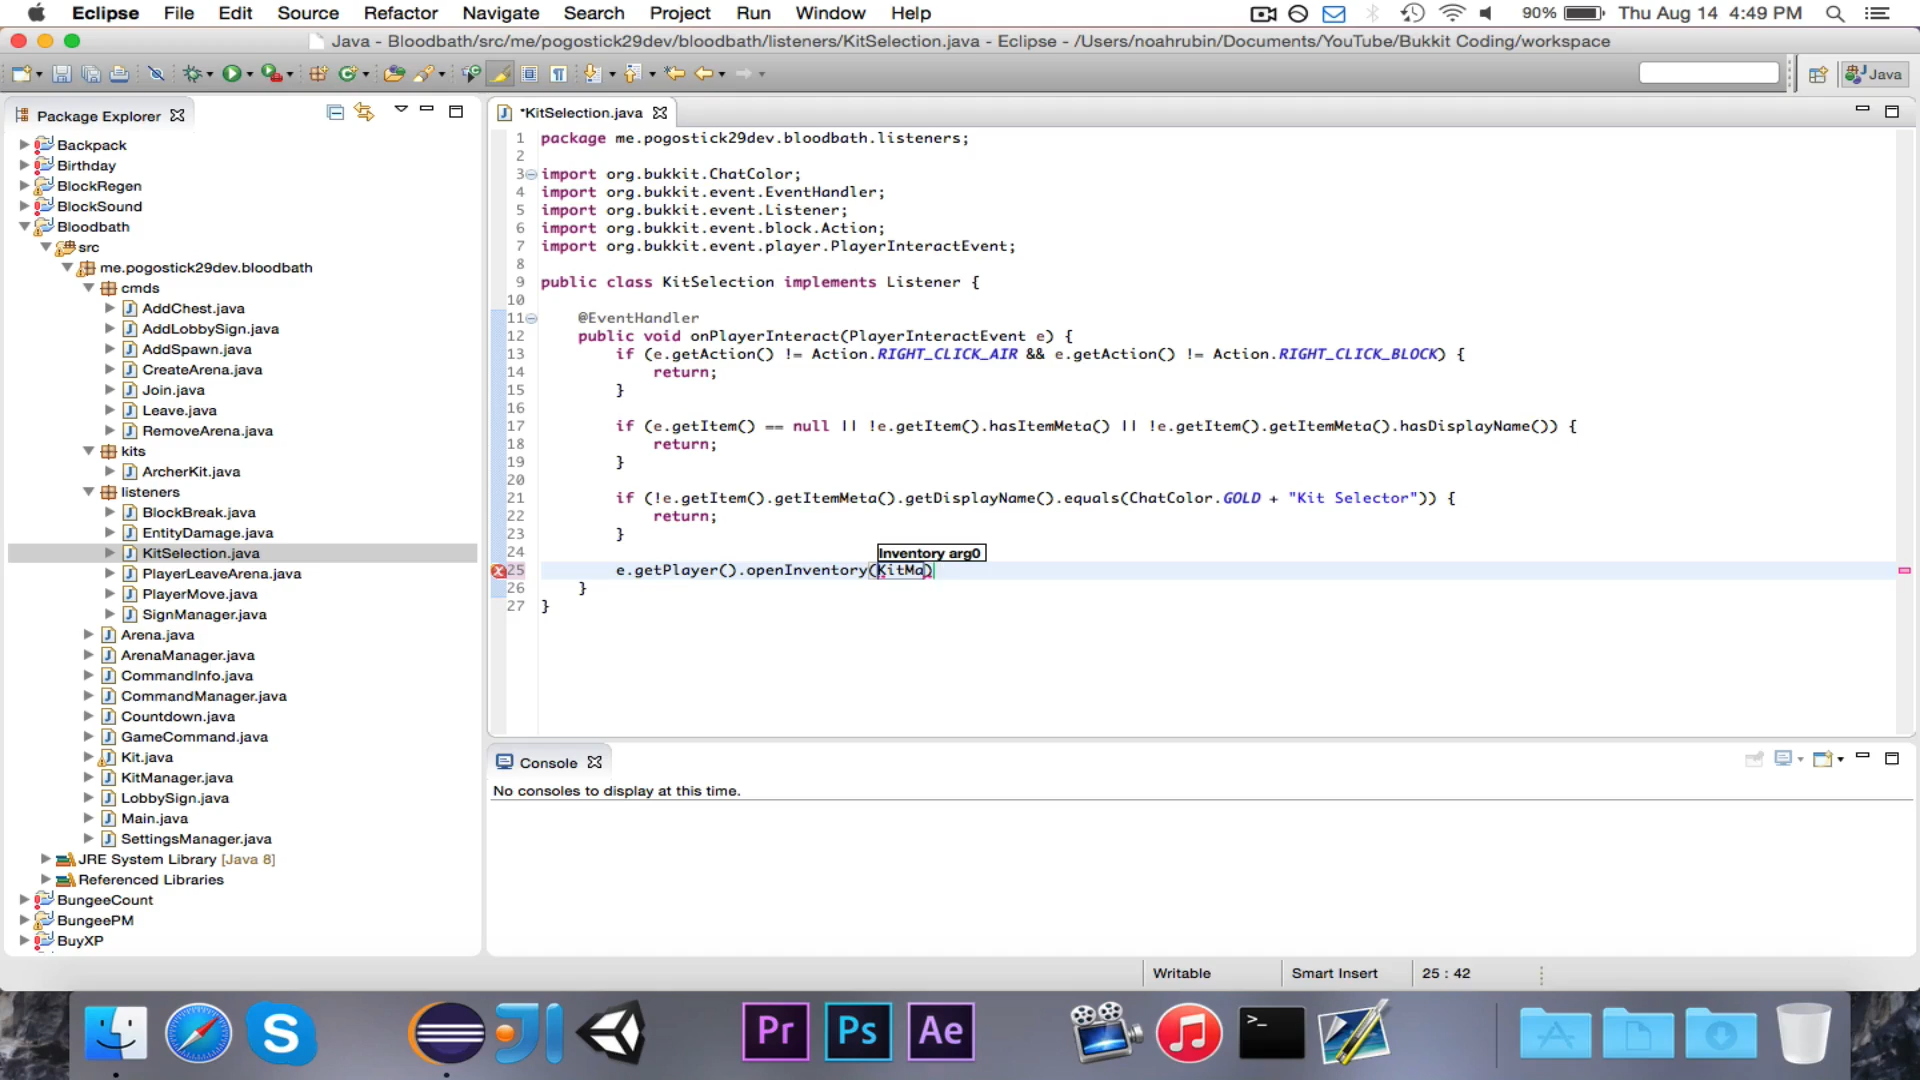 Eclipse File Edit Source Refactor Navigate Search Project Run Window Help 90% Thu Aug 14 4:49 PM
Java - Bloodbath/src/me/pogostick29dev/bloodbath/listeners/KitSelection.java - Eclipse - /Users/noahrubin/Documents/YouTube/Bukkit Coding/workspace
Java
Package Explorer
Backpack
Birthday
BlockRegen
BlockSound
Bloodbath
src
me.pogostick29dev.bloodbath
cmds
AddChest.java
AddLobbySign.java
AddSpawn.java
CreateArena.java
Join.java
Leave.java
RemoveArena.java
kits
ArcherKit.java
listeners
BlockBreak.java
EntityDamage.java
KitSelection.java
PlayerLeaveArena.java
PlayerMove.java
SignManager.java
Arena.java
ArenaManager.java
CommandInfo.java
CommandManager.java
Countdown.java
GameCommand.java
Kit.java
KitManager.java
LobbySign.java
Main.java
SettingsManager.java
JRE System Library [Java 8]
Referenced Libraries
BungeeCount
BungeePM
BuyXP
*KitSelection.java
1 package me.pogostick29dev.bloodbath.listeners;
2
3 import org.bukkit.ChatColor;
4 import org.bukkit.event.EventHandler;
5 import org.bukkit.event.Listener;
6 import org.bukkit.event.block.Action;
7 import org.bukkit.event.player.PlayerInteractEvent;
8
9 public class KitSelection implements Listener {
10
11 @EventHandler
12 public void onPlayerInteract(PlayerInteractEvent e) {
13 if (e.getAction() != Action.RIGHT_CLICK_AIR && e.getAction() != Action.RIGHT_CLICK_BLOCK) {
14 return;
15 }
16
17 if (e.getItem() == null || !e.getItem().hasItemMeta() || !e.getItem().getItemMeta().hasDisplayName()) {
18 return;
19 }
20
21 if (!e.getItem().getItemMeta().getDisplayName().equals(ChatColor.GOLD + "Kit Selector")) {
22 return;
23 }
24
Inventory arg0
25 e.getPlayer().openInventory(KitMa)
26 }
27 }
Console
No consoles to display at this time.
Writable Smart Insert 25 : 42
S Pr Ps Ae >_